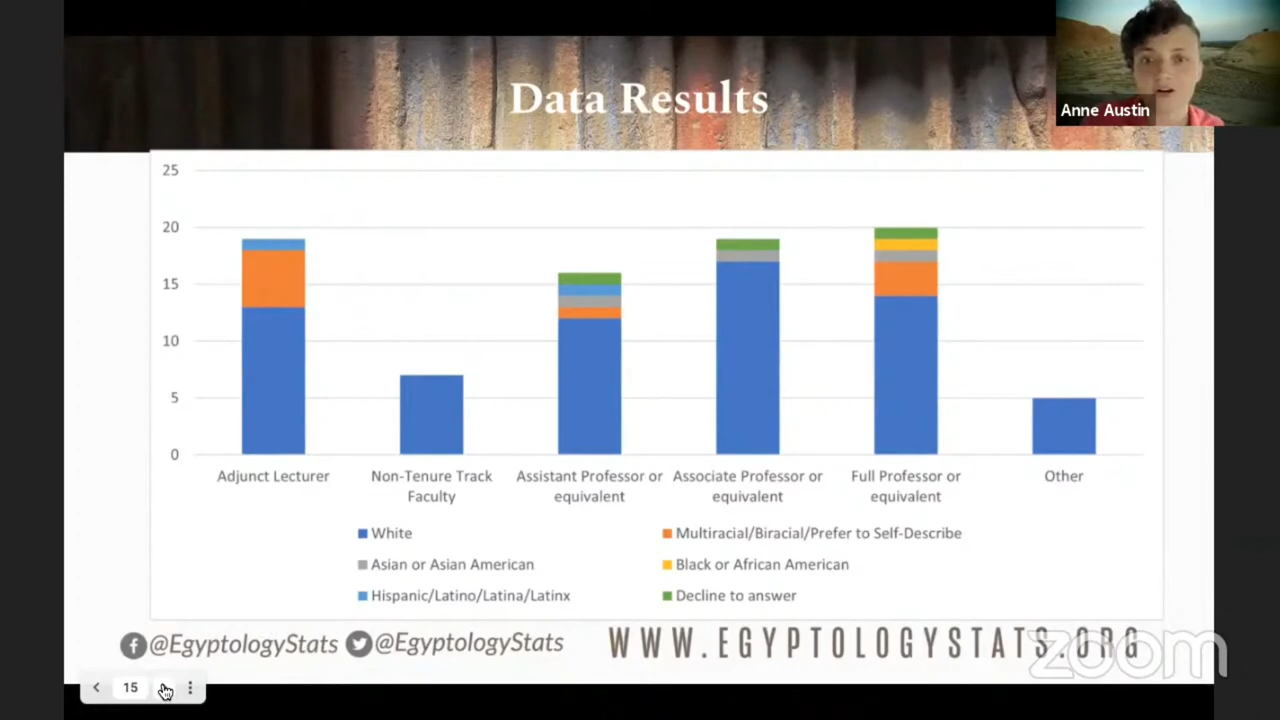 Data Results
Anne Austin
25
20
15
10
5
0
Adjunct Lecturer
Non-Tenure Track
Faculty
Assistant Professor or
equivalent
Associate Professor or
equivalent
Full Professor or
equivalent
Other
White
Multiracial/Biracial/Prefer to Self-Describe
Asian or Asian American
Black or African American
Hispanic/Latino/Latina/Latinx
Decline to answer
@EgyptologyStats @EgyptologyStats WWW.EGYPTOLOGYSTATS.ORG
zoom
15